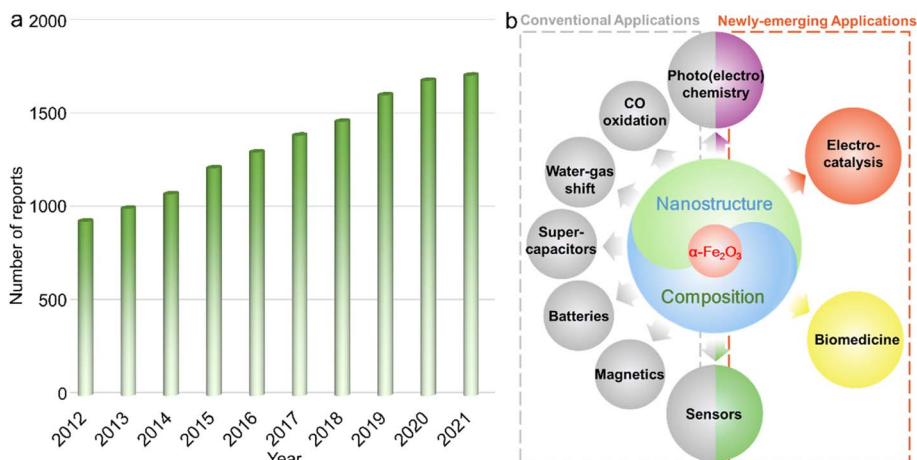 a
2000
1500
1000
500
0
Number of reports
2012
2013
2014
2015
2016
2017
2018
2019
2020
2021
Year
b
Conventional Applications
Newly-emerging Applications
Photo(electro)
chemistry
CO
oxidation
Water-gas
shift
Super-
capacitors
Batteries
Magnetics
Sensors
Electro-
catalysis
Biomedicine
Nanostructure
α-Fe₂O₃
Composition